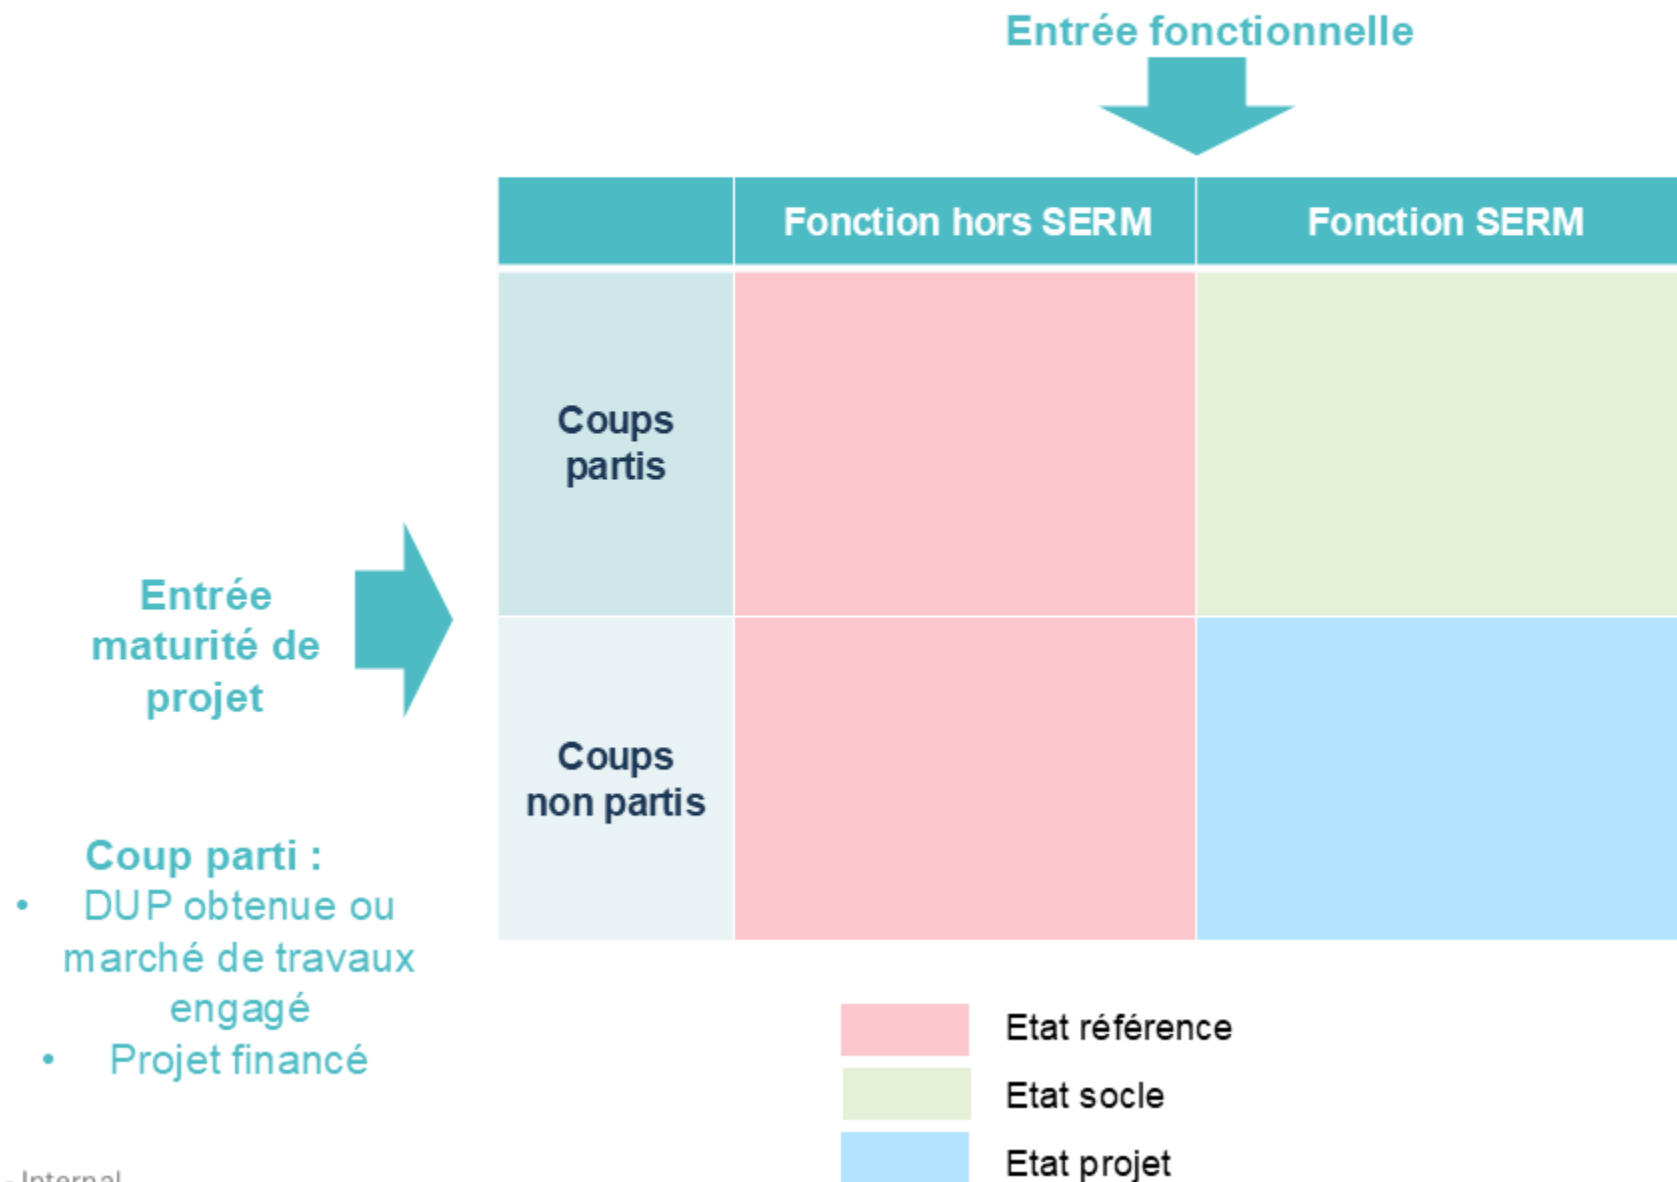 Entrée fonctionnelle
Fonction hors SERM
Fonction SERM
Coups
partis
Entrée
maturité de
projet
Coups
non partis
Coup parti :
• DUP obtenue ou
marché de travaux
engagé
• Projet financé
Etat référence
Etat socle
Etat projet
- Internal